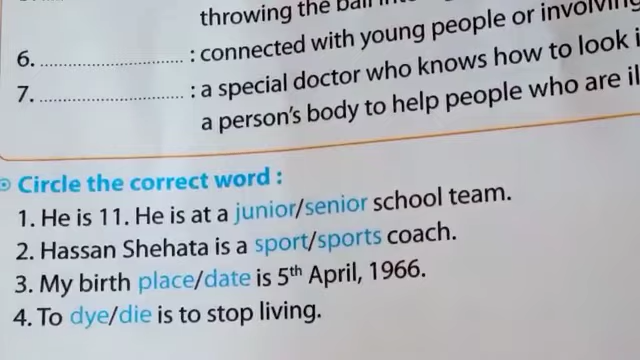 throwing the ball
6. ........................... : connected with young people or involving
7. ........................... : a special doctor who knows how to look i
a person's body to help people who are il
Circle the correct word :
1. He is 11. He is at a junior/senior school team.
2. Hassan Shehata is a sport/sports coach.
3. My birth place/date is 5th April, 1966.
4. To dye/die is to stop living.